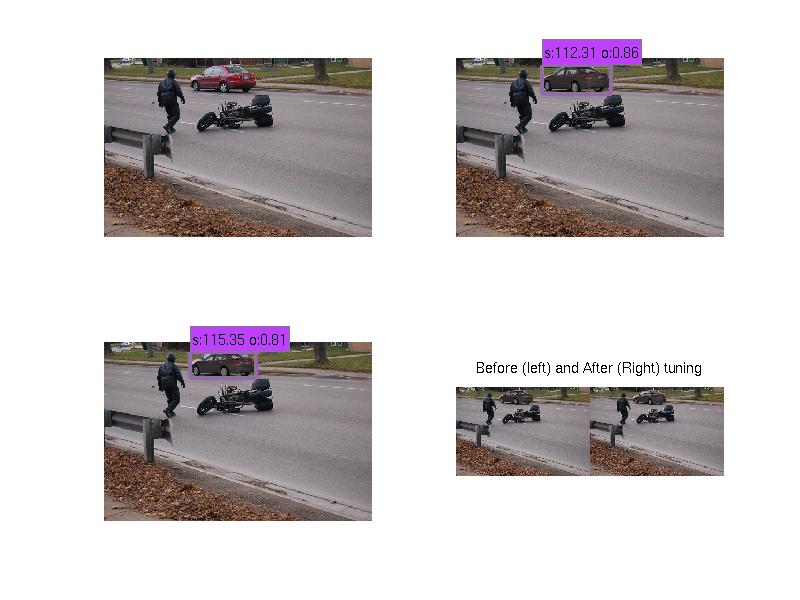 s:112.31 o:0.86
s:115.35 o:0.81
Before (left) and After (Right) tuning